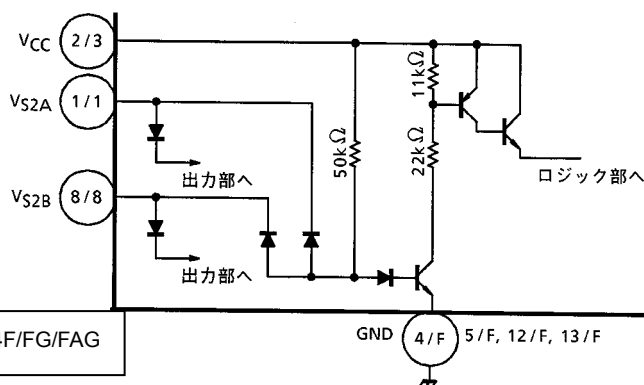 VCC 2/3
VS2A 1/1
出力部へ
VS2B 8/8
出力部へ
50kΩ
11kΩ
22kΩ
ロジック部へ
GND 4/F 5/F, 12/F, 13/F
F/FG/FAG